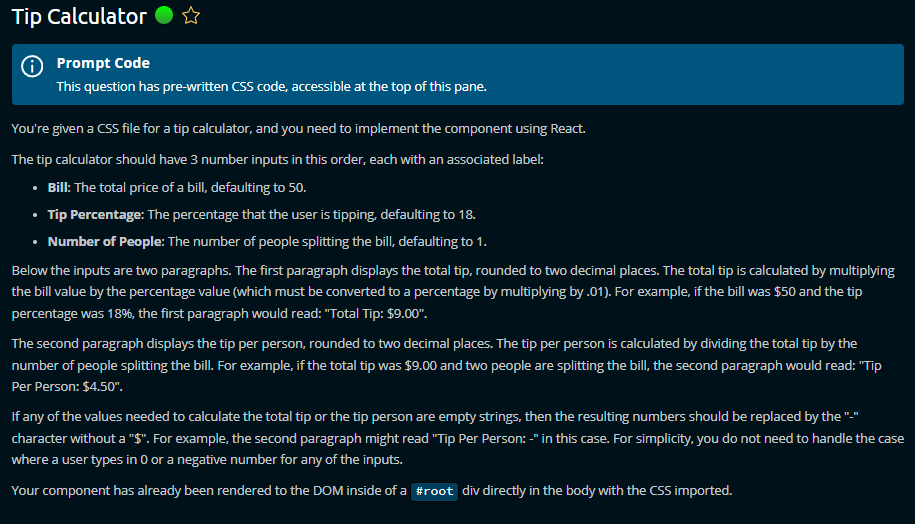 Tip Calculator
Prompt Code
This question has pre-written CSS code, accessible at the top of this pane.
You're given a CSS file for a tip calculator, and you need to implement the component using React.
The tip calculator should have 3 number inputs in this order, each with an associated label:
• Bill: The total price of a bill, defaulting to 50.
• Tip Percentage: The percentage that the user is tipping, defaulting to 18.
• Number of People: The number of people splitting the bill, defaulting to 1.
Below the inputs are two paragraphs. The first paragraph displays the total tip, rounded to two decimal places. The total tip is calculated by multiplying
the bill value by the percentage value (which must be converted to a percentage by multiplying by .01). For example, if the bill was $50 and the tip
percentage was 18%, the first paragraph would read: "Total Tip: $9.00".
The second paragraph displays the tip per person, rounded to two decimal places. The tip per person is calculated by dividing the total tip by the
number of people splitting the bill. For example, if the total tip was $9.00 and two people are splitting the bill, the second paragraph would read: "Tip
Per Person: $4.50".
If any of the values needed to calculate the total tip or the tip person are empty strings, then the resulting numbers should be replaced by the "-"
character without a "$". For example, the second paragraph might read "Tip Per Person: -" in this case. For simplicity, you do not need to handle the case
where a user types in 0 or a negative number for any of the inputs.
Your component has already been rendered to the DOM inside of a #root div directly in the body with the CSS imported.